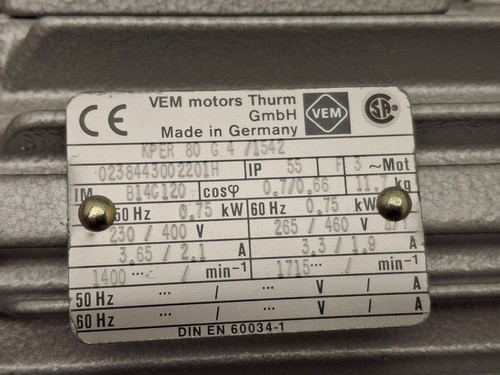 CE VEM motors Thurm GmbH VEM SA
Made in Germany
KPER 80 G 4 /1542
0238443002201H IP 55 F 3 ~Mot
IM B14C120 cosφ 0,7/0,66 11,7 kg
50 Hz 0,75 kW 60 Hz 0,75 kW
230 / 400 V 265 / 460 V
3,65 / 2,1 A 3,3 / 1,9 A
1400 ··· / min-1 1715 ··· / min-1
50 Hz ··· / ··· V / A
60 Hz ··· / ··· V / A
DIN EN 60034-1